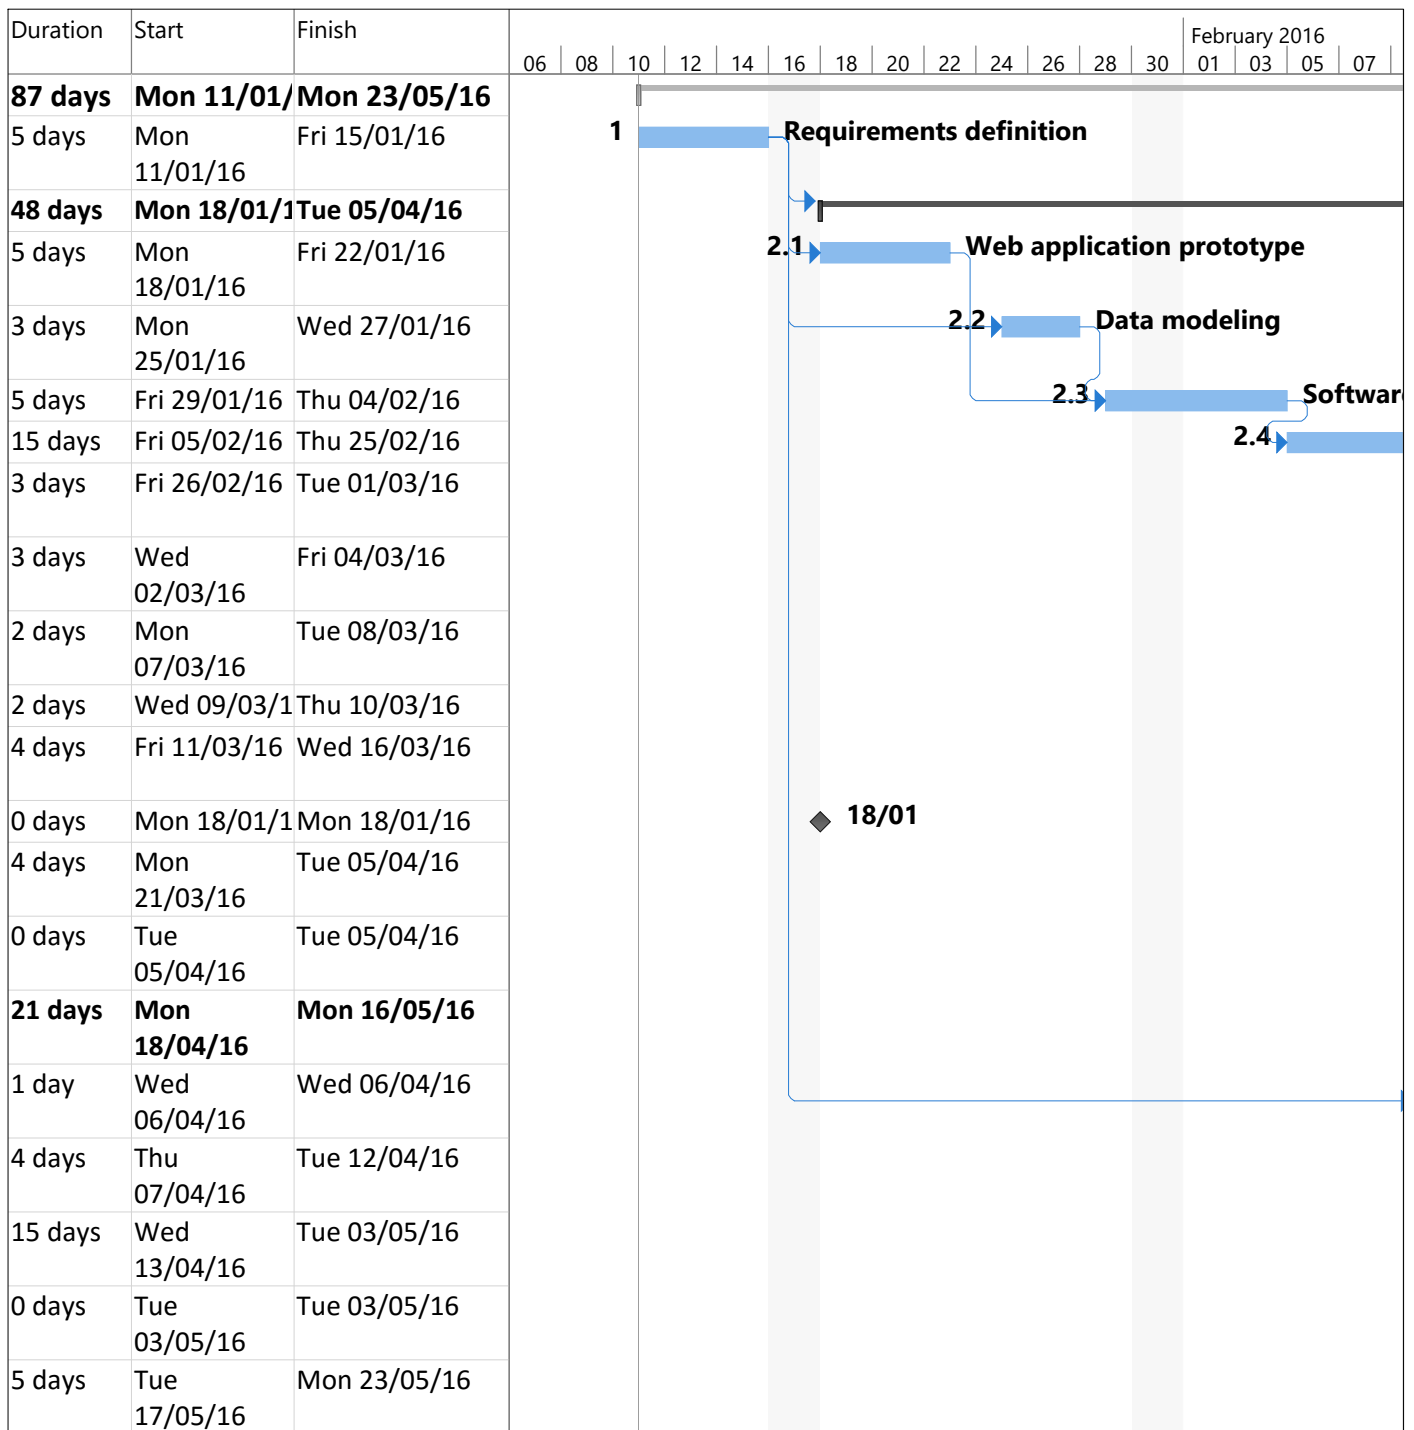 Duration Start Finish
February 2016
06 08 10 12 14 16 18 20 22 24 26 28 30 01 03 05 07
87 days Mon 11/01/ Mon 23/05/16
5 days Mon Fri 15/01/16 1 Requirements definition
11/01/16
48 days Mon 18/01/1 Tue 05/04/16
5 days Mon Fri 22/01/16 2.1 Web application prototype
18/01/16
3 days Mon Wed 27/01/16 2.2 Data modeling
25/01/16
5 days Fri 29/01/16 Thu 04/02/16 2.3 Softwar
15 days Fri 05/02/16 Thu 25/02/16 2.4
3 days Fri 26/02/16 Tue 01/03/16
3 days Wed Fri 04/03/16
02/03/16
2 days Mon Tue 08/03/16
07/03/16
2 days Wed 09/03/1 Thu 10/03/16
4 days Fri 11/03/16 Wed 16/03/16
0 days Mon 18/01/1 Mon 18/01/16 18/01
4 days Mon Tue 05/04/16
21/03/16
0 days Tue Tue 05/04/16
05/04/16
21 days Mon Mon 16/05/16
18/04/16
1 day Wed Wed 06/04/16
06/04/16
4 days Thu Tue 12/04/16
07/04/16
15 days Wed Tue 03/05/16
13/04/16
0 days Tue Tue 03/05/16
03/05/16
5 days Tue Mon 23/05/16
17/05/16